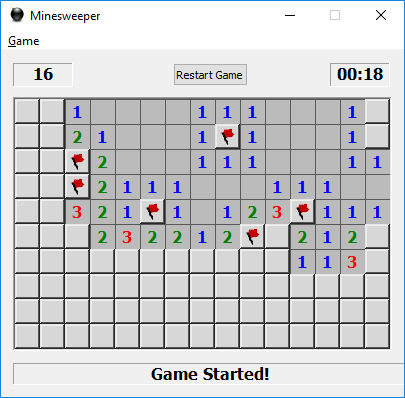 Minesweeper
Game
16 Restart Game 00:18
1 1 1 1 1
2 1 1 1 1
2 1 1 1 1 1
2 1 1 1 1 1 1
3 2 1 1 1 2 3 1 1 1
2 3 2 2 1 2 2 1 2
1 1 3
Game Started!